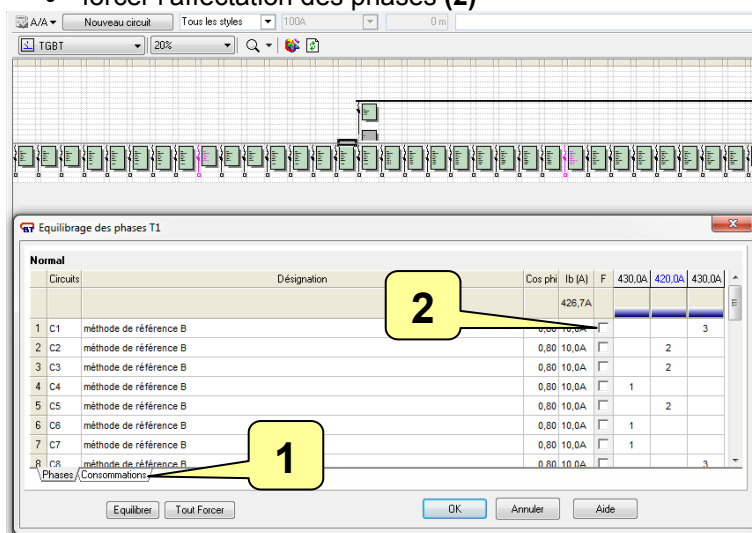 forcer l'affectation des phases (2)
A/A Nouveau circuit Tous les styles 100A 0 m
TGBT 20%
Equilibrage des phases T1
Normal
Circuits Désignation Cos phi Ib (A) F 430,0A 420,0A 430,0A
426,7A
2
1 C1 méthode de référence B 0,80 10,0A 3
2 C2 méthode de référence B 0,80 10,0A 2
3 C3 méthode de référence B 0,80 10,0A 2
4 C4 méthode de référence B 0,80 10,0A 1
5 C5 méthode de référence B 0,80 10,0A 2
6 C6 méthode de référence B 0,80 10,0A 1
7 C7 méthode de référence B 0,80 10,0A 1
8 C8 méthode de référence B 0,80 10,0A 3
1
Phases Consommations
Equilibrer Tout Forcer OK Annuler Aide